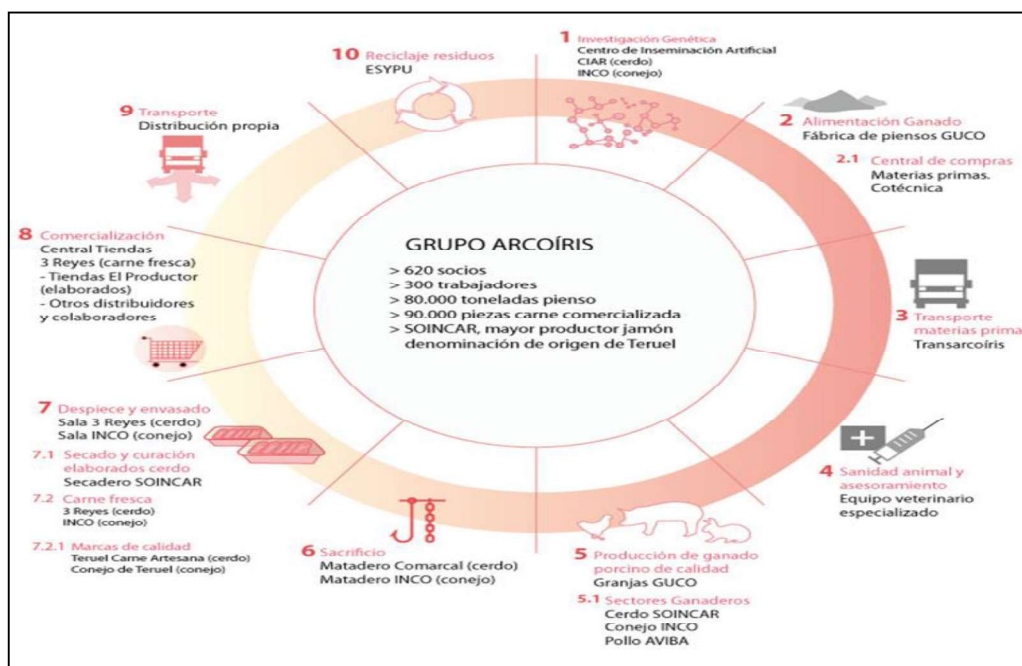 1 Investigación Genética
Centro de Inseminación Artificial
CIAR (cerdo)
INCO (conejo)
2 Alimentación Ganado
Fábrica de piensos GUCO
2.1 Central de compras
Materias primas.
Cotécnica
3 Transporte
materias prima
Transarcoíris
4 Sanidad animal y
asesoramiento
Equipo veterinario
especializado
5 Producción de ganado
porcino de calidad
Granjas GUCO
5.1 Sectores Ganaderos
Cerdo SOINCAR
Conejo INCO
Pollo AVIBA
6 Sacrificio
Matadero Comarcal (cerdo)
Matadero INCO (conejo)
7 Despiece y envasado
Sala 3 Reyes (cerdo)
Sala INCO (conejo)
7.1 Secado y curación
elaborados cerdo
Secadero SOINCAR
7.2 Carne fresca
3 Reyes (cerdo)
INCO (conejo)
7.2.1 Marcas de calidad
Teruel Carne Artesana (cerdo)
Conejo de Teruel (conejo)
8 Comercialización
Central Tiendas
3 Reyes (carne fresca)
- Tiendas El Productor
(elaborados)
- Otros distribuidores
y colaboradores
9 Transporte
Distribución propia
10 Reciclaje residuos
ESYPU
GRUPO ARCOÍRIS
> 620 socios
> 300 trabajadores
> 80.000 toneladas pienso
> 90.000 piezas carne comercializada
> SOINCAR, mayor productor jamón
denominación de origen de Teruel